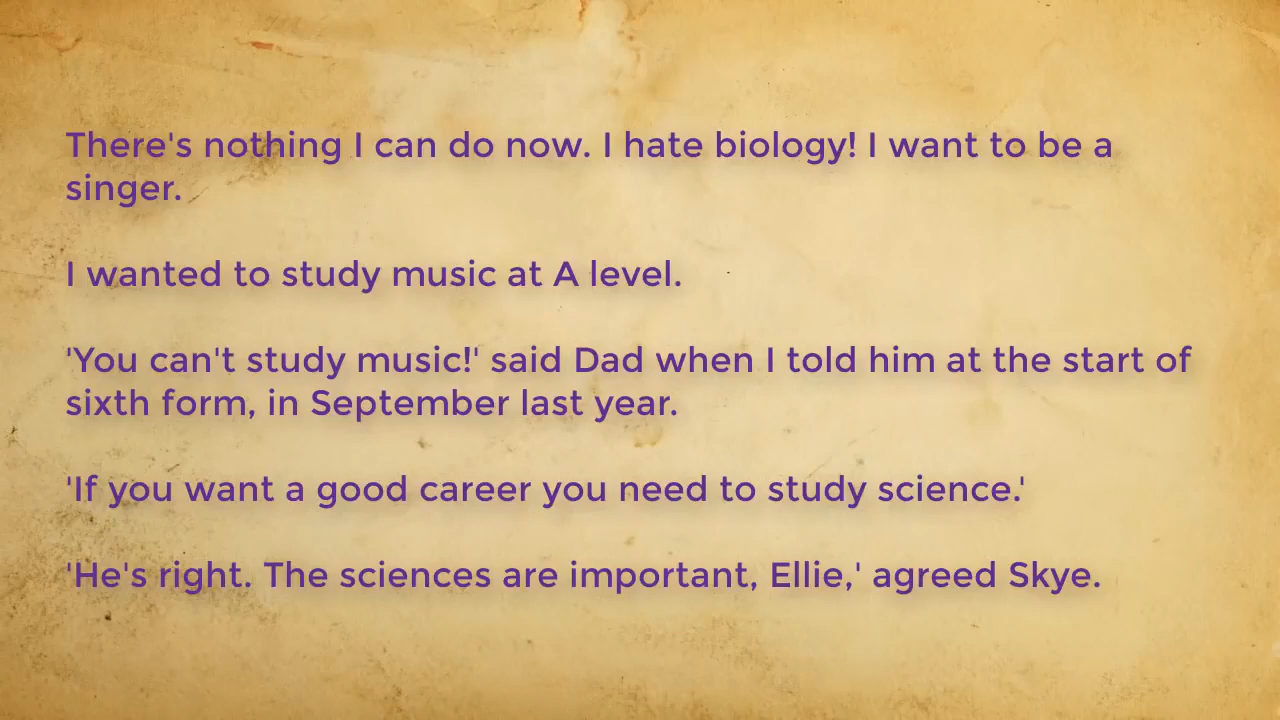 There's nothing I can do now. I hate biology! I want to be a
singer.
I wanted to study music at A level.
'You can't study music!' said Dad when I told him at the start of
sixth form, in September last year.
'If you want a good career you need to study science.'
'He's right. The sciences are important, Ellie,' agreed Skye.